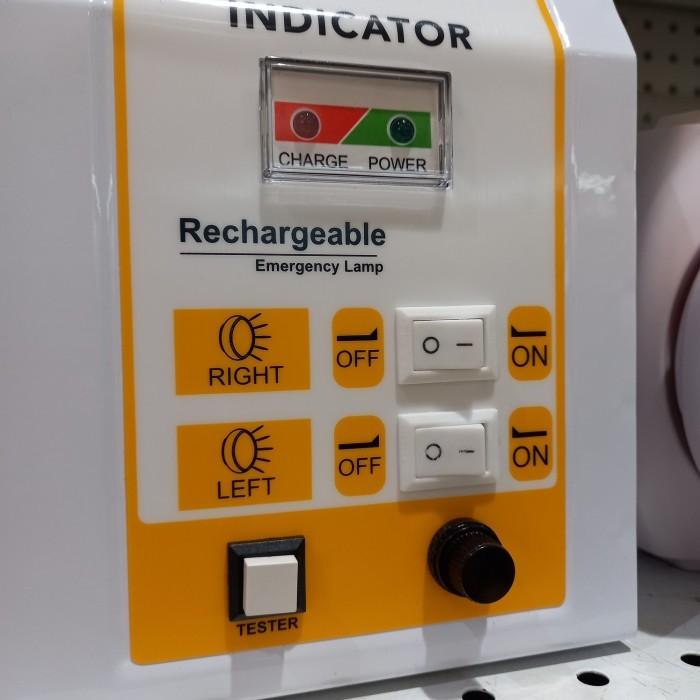 INDICATOR
CHARGE POWER
Rechargeable
Emergency Lamp
RIGHT OFF O I ON
LEFT OFF O I ON
TESTER